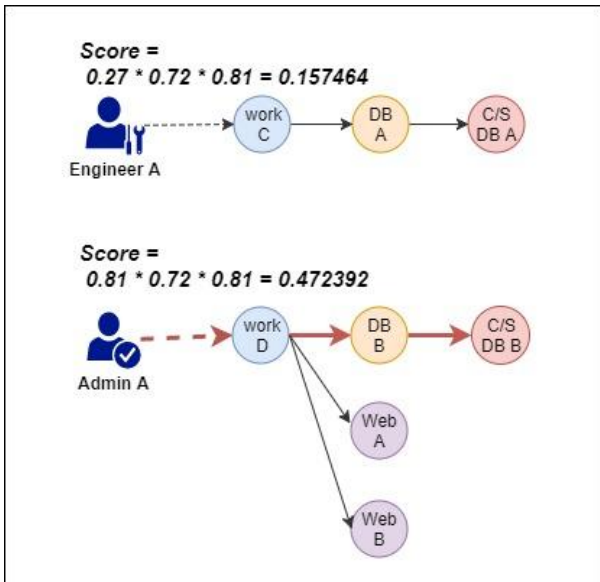 Score =
0.27 * 0.72 * 0.81 = 0.157464
work
C
DB
A
C/S
DB A
Engineer A
Score =
0.81 * 0.72 * 0.81 = 0.472392
work
D
DB
B
C/S
DB B
Admin A
Web
A
Web
B